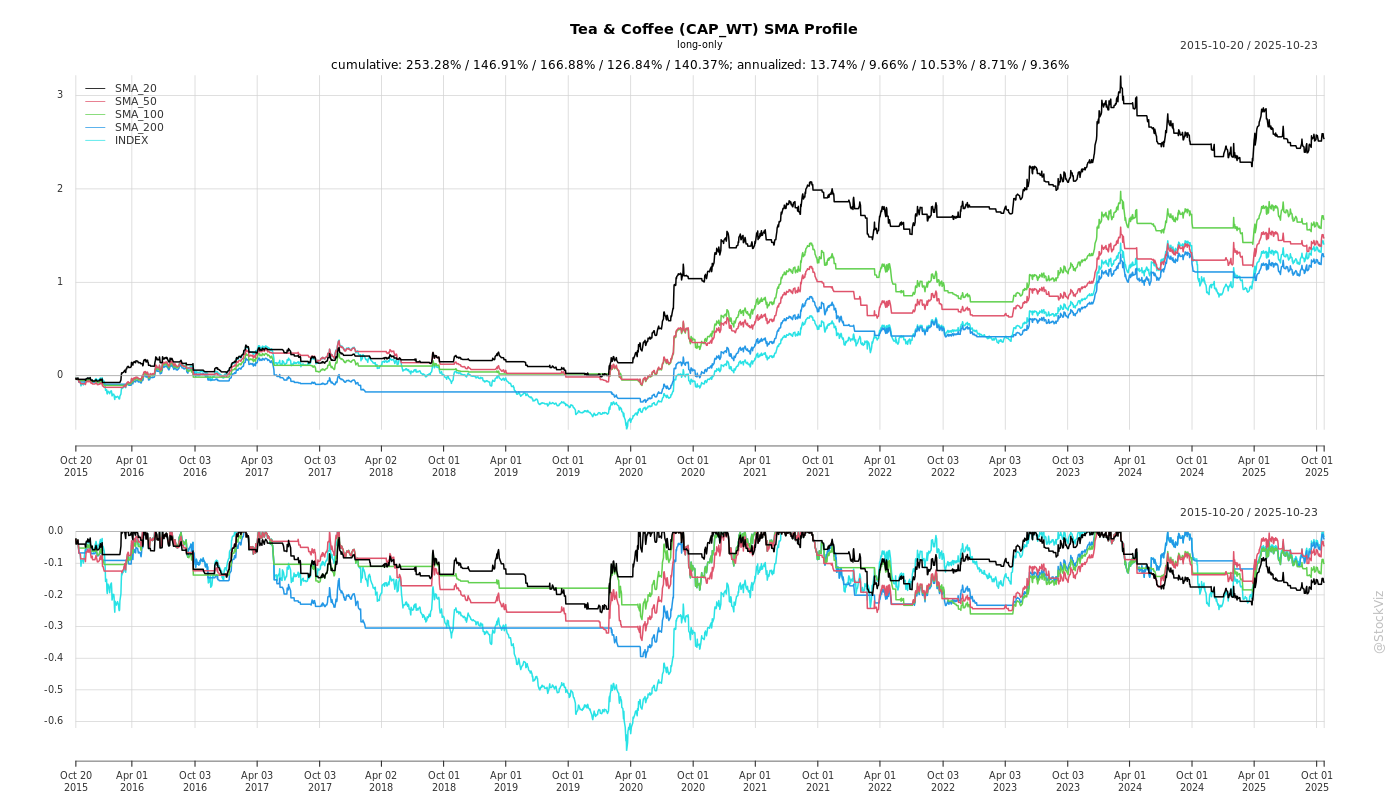 Tea & Coffee (CAP_WT) SMA Profile
long-only
2015-10-20 / 2025-10-23
cumulative: 253.28% / 146.91% / 166.88% / 126.84% / 140.37%; annualized: 13.74% / 9.66% / 10.53% / 8.71% / 9.36%
SMA_20
SMA_50
SMA_100
SMA_200
INDEX
3
2
1
0
Oct 20 Apr 01 Oct 03 Apr 03 Oct 03 Apr 02 Oct 01 Apr 01 Oct 01 Apr 01 Oct 01 Apr 01 Oct 01 Apr 01 Oct 03 Apr 03 Oct 03 Apr 01 Oct 01 Apr 01 Oct 01
2015 2016 2016 2017 2017 2018 2018 2019 2019 2020 2020 2021 2021 2022 2022 2023 2023 2024 2024 2025 2025
2015-10-20 / 2025-10-23
0.0
-0.1
-0.2
-0.3
-0.4
-0.5
-0.6
Oct 20 Apr 01 Oct 03 Apr 03 Oct 03 Apr 02 Oct 01 Apr 01 Oct 01 Apr 01 Oct 01 Apr 01 Oct 01 Apr 01 Oct 03 Apr 03 Oct 03 Apr 01 Oct 01 Apr 01 Oct 01
2015 2016 2016 2017 2017 2018 2018 2019 2019 2020 2020 2021 2021 2022 2022 2023 2023 2024 2024 2025 2025
@StockViz